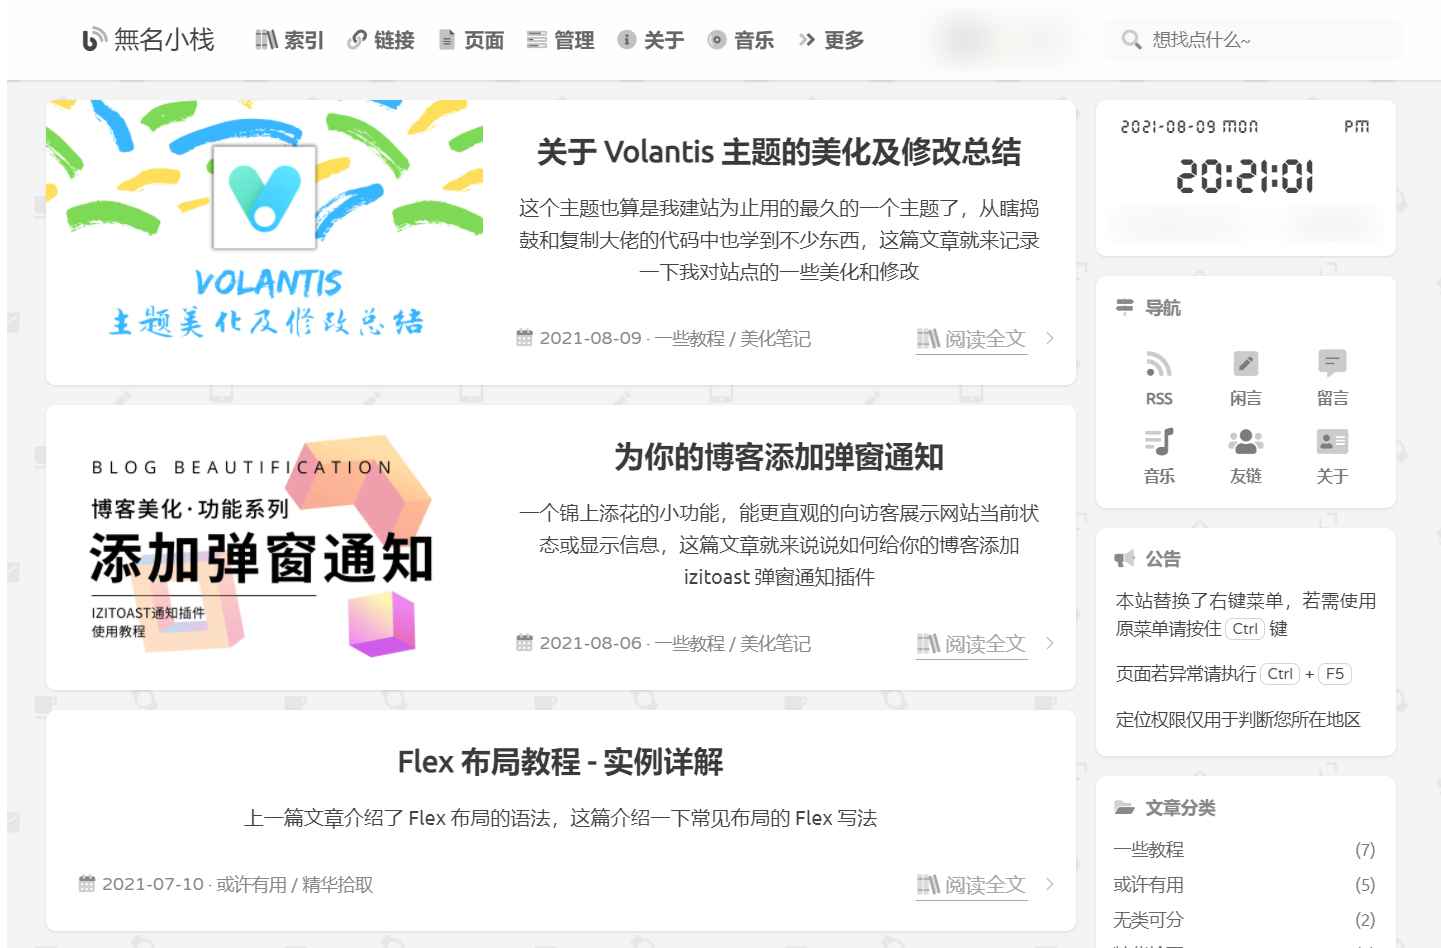 無名小栈
索引
链接
页面
管理
关于
音乐
更多
想找点什么~
VOLANTIS
主题美化及修改总结
关于 Volantis 主题的美化及修改总结
这个主题也算是我建站为止用的最久的一个主题了，从瞎捣
鼓和复制大佬的代码中也学到不少东西，这篇文章就来记录
一下我对站点的一些美化和修改
2021-08-09 · 一些教程 / 美化笔记
阅读全文
BLOG BEAUTIFICATION
博客美化·功能系列
添加弹窗通知
IZITOAST通知插件
使用教程
为你的博客添加弹窗通知
一个锦上添花的小功能，能更直观的向访客展示网站当前状
态或显示信息，这篇文章就来说说如何给你的博客添加
izitoast 弹窗通知插件
2021-08-06 · 一些教程 / 美化笔记
阅读全文
Flex 布局教程 - 实例详解
上一篇文章介绍了 Flex 布局的语法，这篇介绍一下常见布局的 Flex 写法
2021-07-10 · 或许有用 / 精华拾取
阅读全文
2021-08-09 MON PM
20:21:01
导航
RSS 闲言 留言
音乐 友链 关于
公告
本站替换了右键菜单，若需使用
原菜单请按住 Ctrl 键
页面若异常请执行 Ctrl + F5
定位权限仅用于判断您所在地区
文章分类
一些教程 (7)
或许有用 (5)
无类可分 (2)